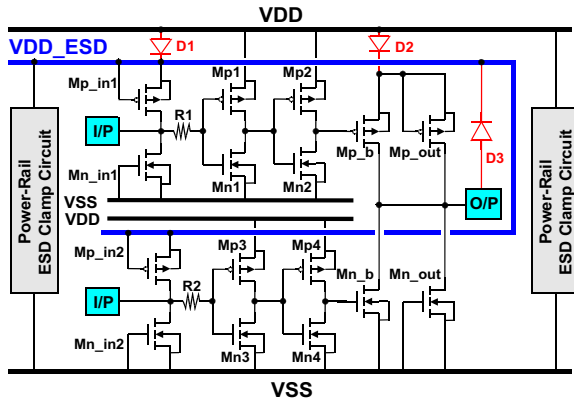 VDD
VDD_ESD
D1
D2
Mp_in1
Mp1
Mp2
R1
I/P
Mp_b
Mp_out
D3
Mn_in1
Mn1
Mn2
O/P
VSS
VDD
Power-Rail
ESD Clamp Circuit
Power-Rail
ESD Clamp Circuit
Mp_in2
Mp3
Mp4
R2
I/P
Mn_b
Mn_out
Mn_in2
Mn3
Mn4
VSS